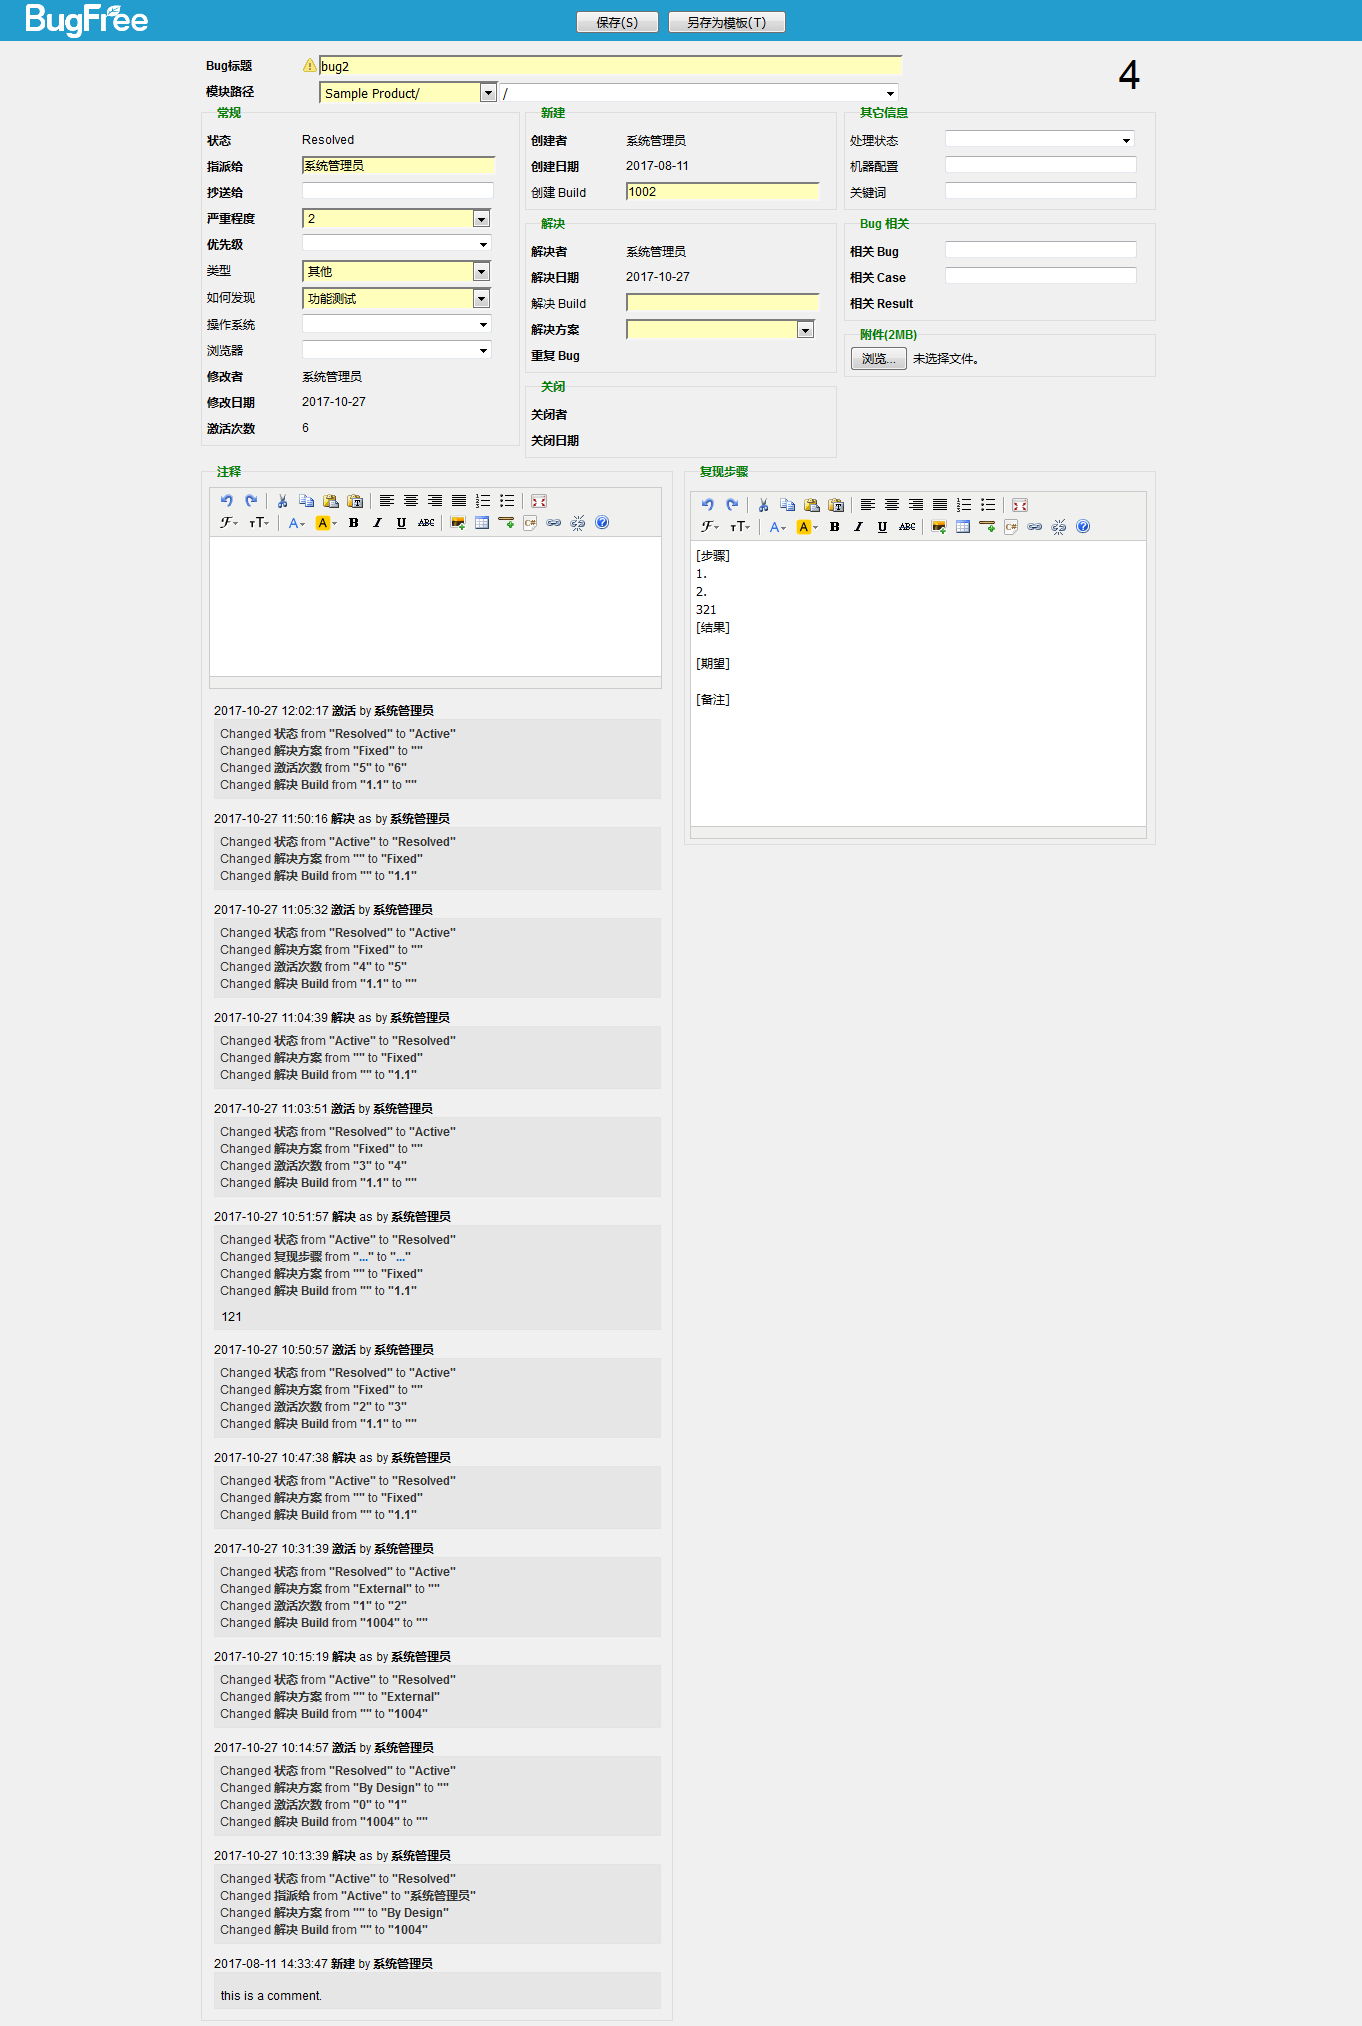 BugFree
保存(S) 另存为模板(T)
Bug标题 bug2
4
模块路径 Sample Product/ /
常规
状态 Resolved
指派给 系统管理员
抄送给
严重程度 2
优先级
类型 其他
如何发现 功能测试
操作系统
浏览器
修改者 系统管理员
修改日期 2017-10-27
激活次数 6
新建
创建者 系统管理员
创建日期 2017-08-11
创建 Build 1002
解决
解决者 系统管理员
解决日期 2017-10-27
解决 Build
解决方案
重复 Bug
关闭
关闭者
关闭日期
其它信息
处理状态
机器配置
关键词
Bug 相关
相关 Bug
相关 Case
相关 Result
附件(2MB)
浏览... 未选择文件。
注释
2017-10-27 12:02:17 激活 by 系统管理员
Changed 状态 from "Resolved" to "Active"
Changed 解决方案 from "Fixed" to ""
Changed 激活次数 from "5" to "6"
Changed 解决 Build from "1.1" to ""
2017-10-27 11:50:16 解决 as by 系统管理员
Changed 状态 from "Active" to "Resolved"
Changed 解决方案 from "" to "Fixed"
Changed 解决 Build from "" to "1.1"
2017-10-27 11:05:32 激活 by 系统管理员
Changed 状态 from "Resolved" to "Active"
Changed 解决方案 from "Fixed" to ""
Changed 激活次数 from "4" to "5"
Changed 解决 Build from "1.1" to ""
2017-10-27 11:04:39 解决 as by 系统管理员
Changed 状态 from "Active" to "Resolved"
Changed 解决方案 from "" to "Fixed"
Changed 解决 Build from "" to "1.1"
2017-10-27 11:03:51 激活 by 系统管理员
Changed 状态 from "Resolved" to "Active"
Changed 解决方案 from "Fixed" to ""
Changed 激活次数 from "3" to "4"
Changed 解决 Build from "1.1" to ""
2017-10-27 10:51:57 解决 as by 系统管理员
Changed 状态 from "Active" to "Resolved"
Changed 复现步骤 from "..." to "..."
Changed 解决方案 from "" to "Fixed"
Changed 解决 Build from "" to "1.1"
121
2017-10-27 10:50:57 激活 by 系统管理员
Changed 状态 from "Resolved" to "Active"
Changed 解决方案 from "Fixed" to ""
Changed 激活次数 from "2" to "3"
Changed 解决 Build from "1.1" to ""
2017-10-27 10:47:38 解决 as by 系统管理员
Changed 状态 from "Active" to "Resolved"
Changed 解决方案 from "" to "Fixed"
Changed 解决 Build from "" to "1.1"
2017-10-27 10:31:39 激活 by 系统管理员
Changed 状态 from "Resolved" to "Active"
Changed 解决方案 from "External" to ""
Changed 激活次数 from "1" to "2"
Changed 解决 Build from "1004" to ""
2017-10-27 10:15:19 解决 as by 系统管理员
Changed 状态 from "Active" to "Resolved"
Changed 解决方案 from "" to "External"
Changed 解决 Build from "" to "1004"
2017-10-27 10:14:57 激活 by 系统管理员
Changed 状态 from "Resolved" to "Active"
Changed 解决方案 from "By Design" to ""
Changed 激活次数 from "0" to "1"
Changed 解决 Build from "1004" to ""
2017-10-27 10:13:39 解决 as by 系统管理员
Changed 状态 from "Active" to "Resolved"
Changed 指派给 from "Active" to "系统管理员"
Changed 解决方案 from "" to "By Design"
Changed 解决 Build from "" to "1004"
2017-08-11 14:33:47 新建 by 系统管理员
this is a comment.
复现步骤
[步骤]
1.
2.
321
[结果]
[期望]
[备注]